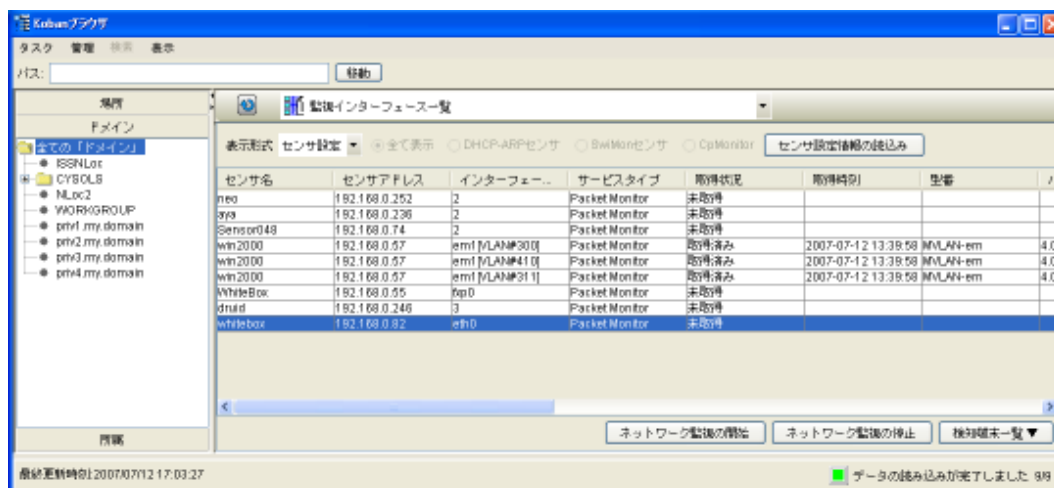 Kobanブラウザ
タスク 管理 検索 表示
パス: 移動
場所
ドメイン
全ての「ドメイン」
ISSNLoc
CYSOLS
NLoc2
WORKGROUP
priv1.my.domain
priv2.my.domain
priv3.my.domain
priv4.my.domain
所属
監視インターフェース一覧
表示形式 センサ設定 全て表示 DHCP-ARPセンサ SwMonセンサ CpMonitor センサ設定情報の読込み
センサ名 センサアドレス インターフェー... サービスタイプ 取得状況 取得時刻 型番
neo 192.168.0.252 2 Packet Monitor 未取得
aya 192.168.0.236 2 Packet Monitor 未取得
Sensor048 192.168.0.74 2 Packet Monitor 未取得
win2000 192.168.0.57 em1[VLAN#300] Packet Monitor 取得済み 2007-07-12 13:39:58 MVLAN-em 4.0
win2000 192.168.0.57 em1[VLAN#410] Packet Monitor 取得済み 2007-07-12 13:39:58 MVLAN-em 4.0
win2000 192.168.0.57 em1[VLAN#311] Packet Monitor 取得済み 2007-07-12 13:39:58 MVLAN-em 4.0
WhiteBox 192.168.0.55 fxp0 Packet Monitor 未取得
druid 192.168.0.246 3 Packet Monitor 未取得
whitebox 192.168.0.82 eth0 Packet Monitor 未取得
ネットワーク監視の開始 ネットワーク監視の停止 検知端末一覧▼
最終更新時刻:2007/07/12 17:03:27
データの読み込みが完了しました 9/9